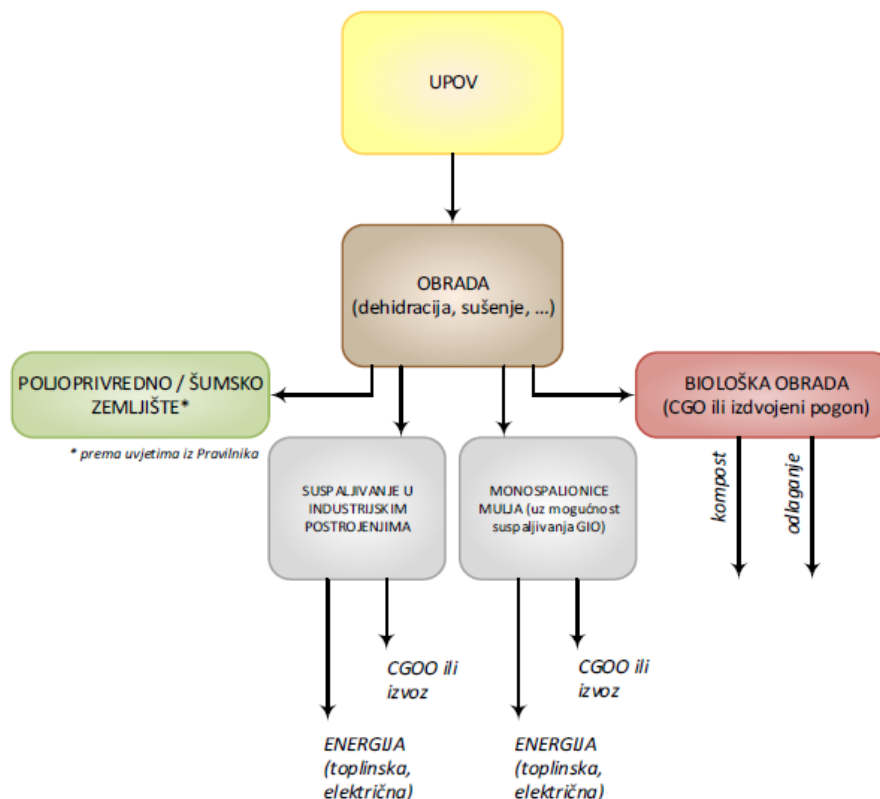 UPOV
OBRADA
(dehidracija, sušenje, ...)
POLJOPRIVREDNO / ŠUMSKO
ZEMLJIŠTE*
* prema uvjetima iz Pravilnika
BIOLOŠKA OBRADA
(CGO ili izdvojeni pogon)
SUSPALJIVANJE U
INDUSTRIJSKIM
POSTROJENJIMA
MONOSPALIONICE
MULJA (uz mogućnost
suspaljivanja GIO)
kompost
odlaganje
CGOO ili
izvoz
CGOO ili
izvoz
ENERGIJA
(toplinska,
električna)
ENERGIJA
(toplinska,
električna)